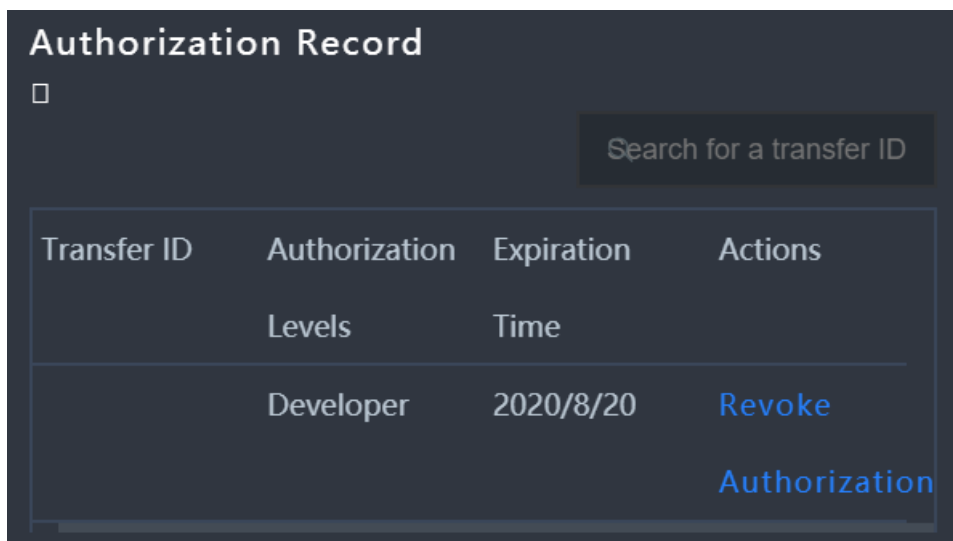 Authorization Record
Search for a transfer ID
Transfer ID Authorization Levels Expiration Time Actions
Developer 2020/8/20 Revoke Authorization